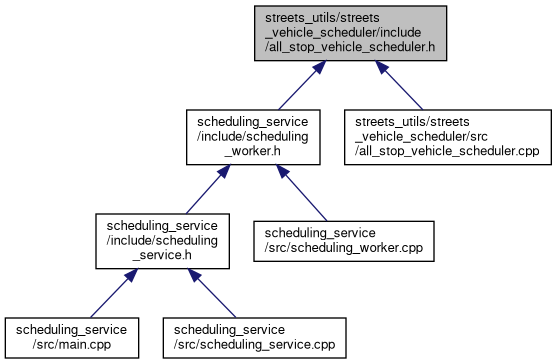 streets_utils/streets
_vehicle_scheduler/include
/all_stop_vehicle_scheduler.h
scheduling_service
/include/scheduling
_worker.h
streets_utils/streets
_vehicle_scheduler/src
/all_stop_vehicle_scheduler.cpp
scheduling_service
/include/scheduling
_service.h
scheduling_service
/src/scheduling_worker.cpp
scheduling_service
/src/main.cpp
scheduling_service
/src/scheduling_service.cpp